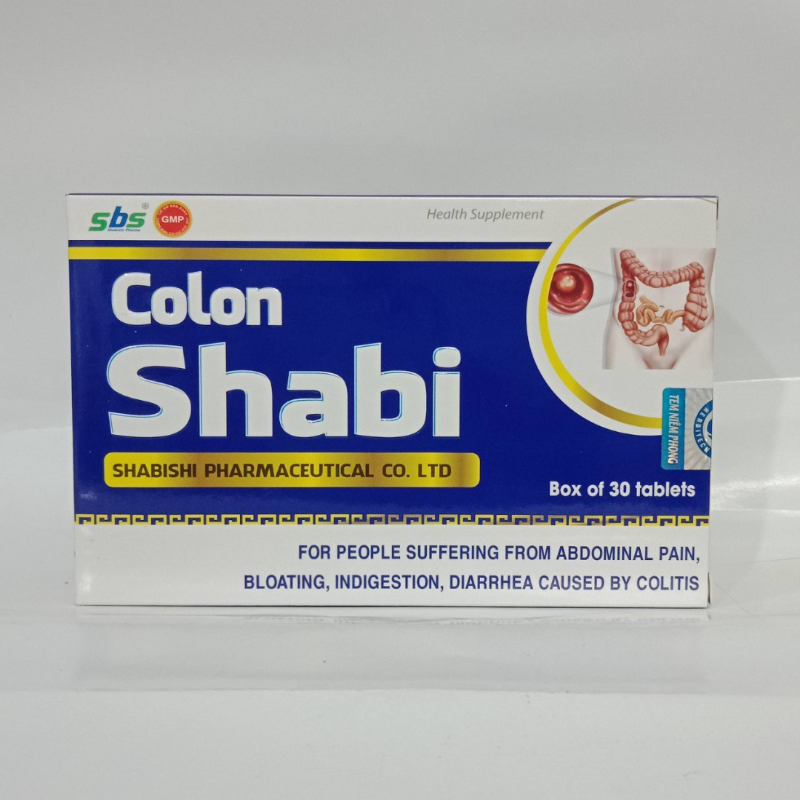 sbs®
GMP
Health Supplement
Colon
Shabi
SHABISHI PHARMACEUTICAL CO. LTD
TEM NIÊM PHONG
Box of 30 tablets
FOR PEOPLE SUFFERING FROM ABDOMINAL PAIN,
BLOATING, INDIGESTION, DIARRHEA CAUSED BY COLITIS